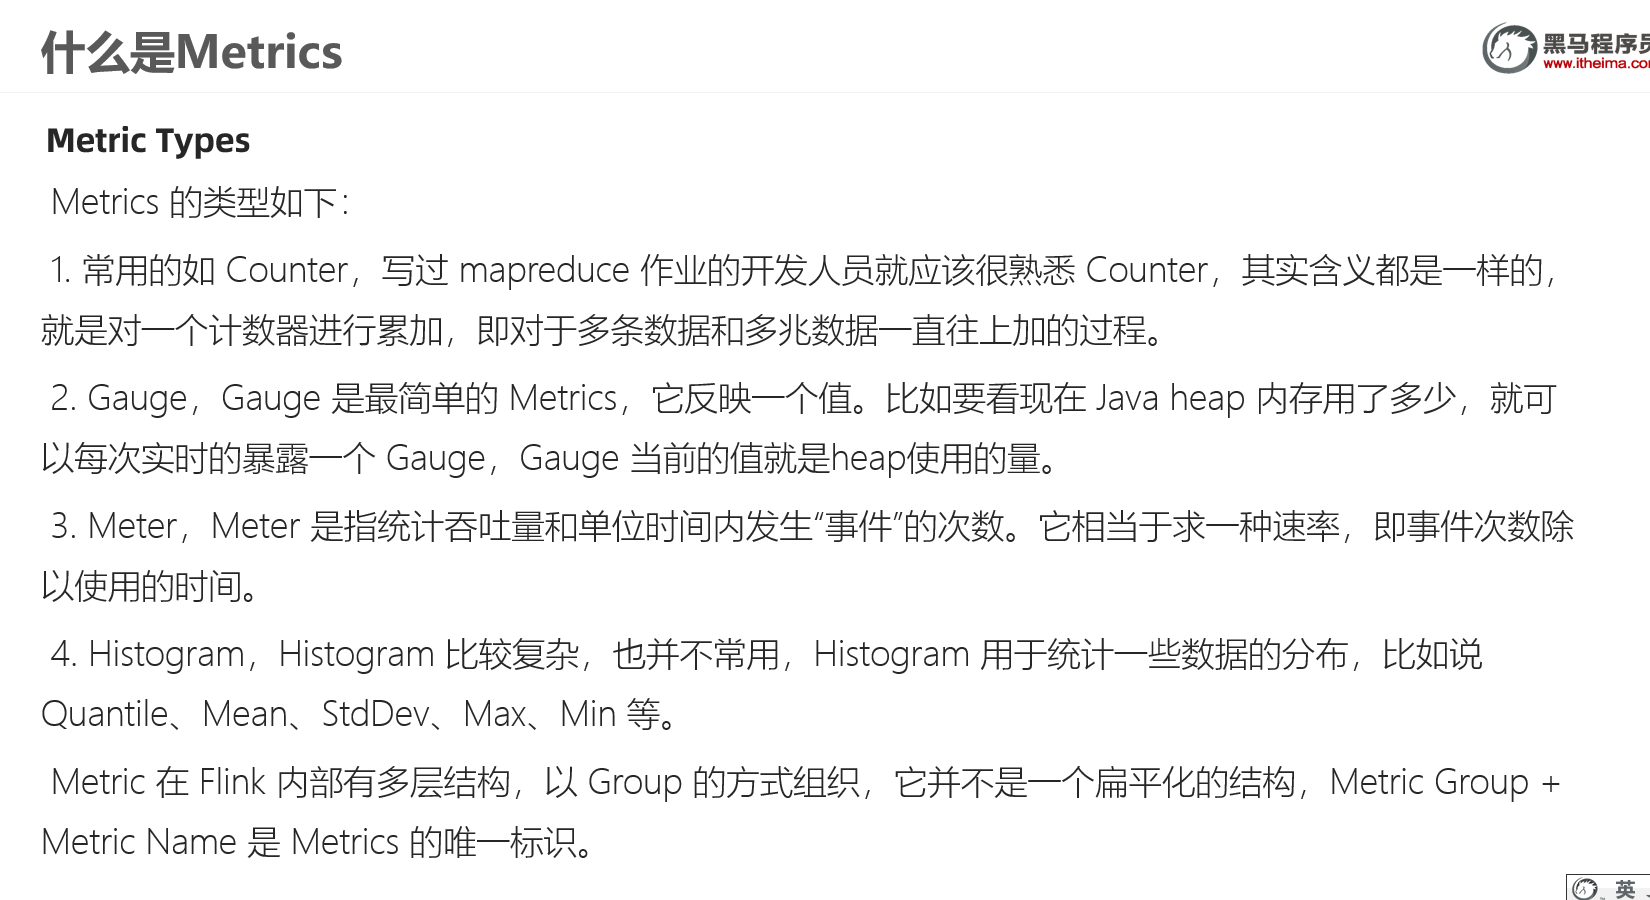 什么是Metrics
黑马程序员
www.itheima.com
Metric Types
Metrics 的类型如下：
1. 常用的如 Counter，写过 mapreduce 作业的开发人员就应该很熟悉 Counter，其实含义都是一样的，
就是对一个计数器进行累加，即对于多条数据和多兆数据一直往上加的过程。
2. Gauge，Gauge 是最简单的 Metrics，它反映一个值。比如要看现在 Java heap 内存用了多少，就可
以每次实时的暴露一个 Gauge，Gauge 当前的值就是heap使用的量。
3. Meter，Meter 是指统计吞吐量和单位时间内发生“事件”的次数。它相当于求一种速率，即事件次数除
以使用的时间。
4. Histogram，Histogram 比较复杂，也并不常用，Histogram 用于统计一些数据的分布，比如说
Quantile、Mean、StdDev、Max、Min 等。
Metric 在 Flink 内部有多层结构，以 Group 的方式组织，它并不是一个扁平化的结构，Metric Group +
Metric Name 是 Metrics 的唯一标识。
英